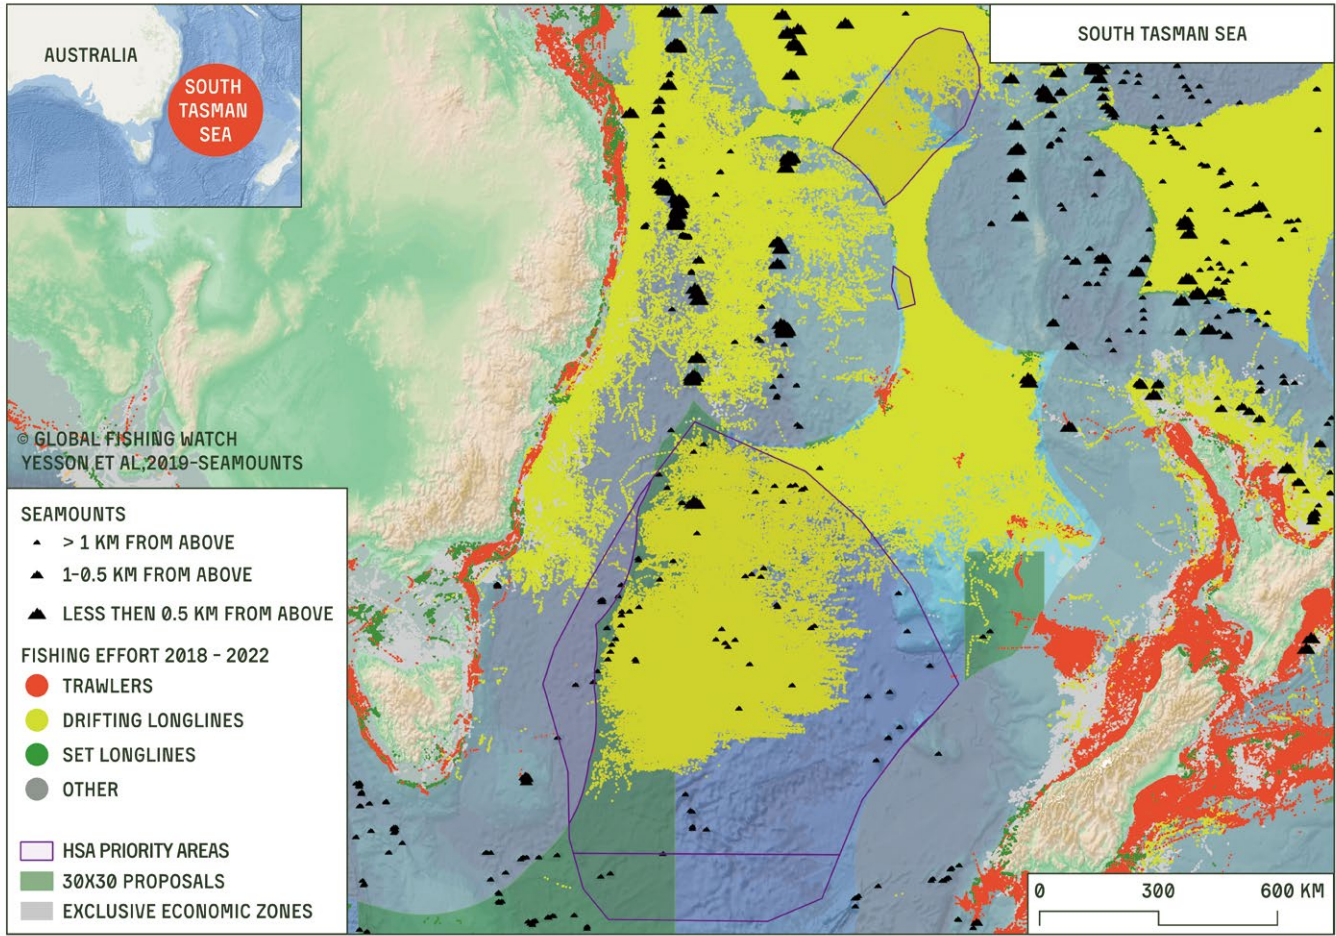 AUSTRALIA
SOUTH
TASMAN
SEA
SOUTH TASMAN SEA
© GLOBAL FISHING WATCH
YESSON ET AL,2019-SEAMOUNTS
SEAMOUNTS
> 1 KM FROM ABOVE
1-0.5 KM FROM ABOVE
LESS THEN 0.5 KM FROM ABOVE
FISHING EFFORT 2018 - 2022
TRAWLERS
DRIFTING LONGLINES
SET LONGLINES
OTHER
HSA PRIORITY AREAS
30X30 PROPOSALS
EXCLUSIVE ECONOMIC ZONES
0 300 600 KM